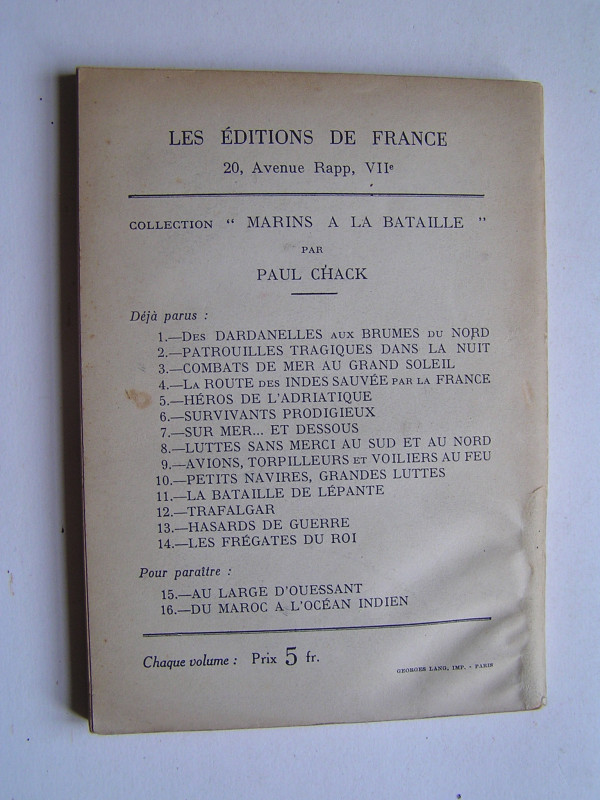 LES ÉDITIONS DE FRANCE
20, Avenue Rapp, VIIe
COLLECTION “ MARINS A LA BATAILLE ”
PAR
PAUL CHACK
Déjà parus :
1.—DES DARDANELLES AUX BRUMES DU NORD
2.—PATROUILLES TRAGIQUES DANS LA NUIT
3.—COMBATS DE MER AU GRAND SOLEIL
4.—LA ROUTE DES INDES SAUVÉE PAR LA FRANCE
5.—HÉROS DE L'ADRIATIQUE
6.—SURVIVANTS PRODIGIEUX
7.—SUR MER... ET DESSOUS
8.—LUTTES SANS MERCI AU SUD ET AU NORD
9.—AVIONS, TORPILLEURS ET VOILIERS AU FEU
10.—PETITS NAVIRES, GRANDES LUTTES
11.—LA BATAILLE DE LÉPANTE
12.—TRAFALGAR
13.—HASARDS DE GUERRE
14.—LES FRÉGATES DU ROI
Pour paraître :
15.—AU LARGE D'OUESSANT
16.—DU MAROC A L'OCÉAN INDIEN
Chaque volume : Prix 5 fr.
GEORGES LANG, IMP. - PARIS